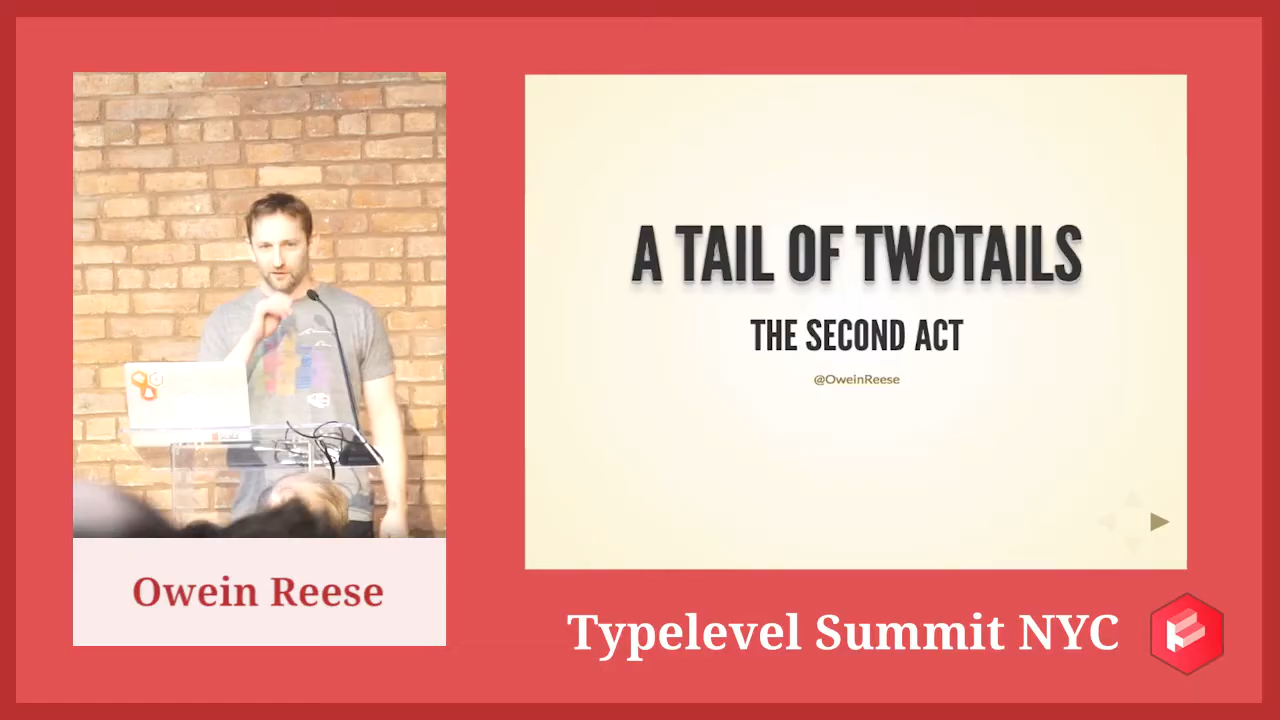 A TAIL OF TWOTAILS
THE SECOND ACT
@OweinReese
Owein Reese
Typelevel Summit NYC